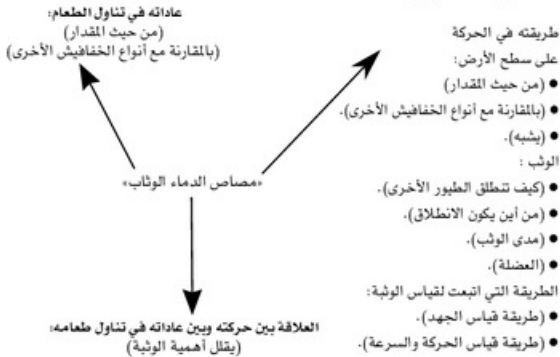 عاداته في تناول الطعام:
(من حيث المقدار)
(بالمقارنة مع أنواع الخفافيش الأخرى)
طريقته في الحركة
على سطح الأرض:
● (من حيث المقدار)
● (بالمقارنة مع أنواع الخفافيش الأخرى).
● (يشبه).
الوثب :
● (كيف تنطلق الطيور الأخرى).
● (من أين يكون الانطلاق).
● (مدى الوثب).
● (العضلة).
الطريقة التي اتبعت لقياس الوثبة:
● (طريقة قياس الجهد).
● (طريقة قياس الحركة والسرعة).
«مصاص الدماء الوثاب»
العلاقة بين حركته وبين عاداته في تناول طعامه:
(يقلل أهمية الوثبة)